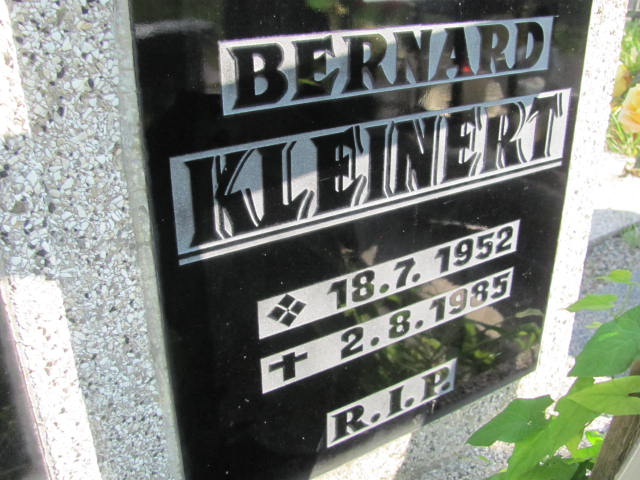 BERNARD
KLEINERT
❖ 18.7.1952
✝ 2.8.1985
R.I.P.